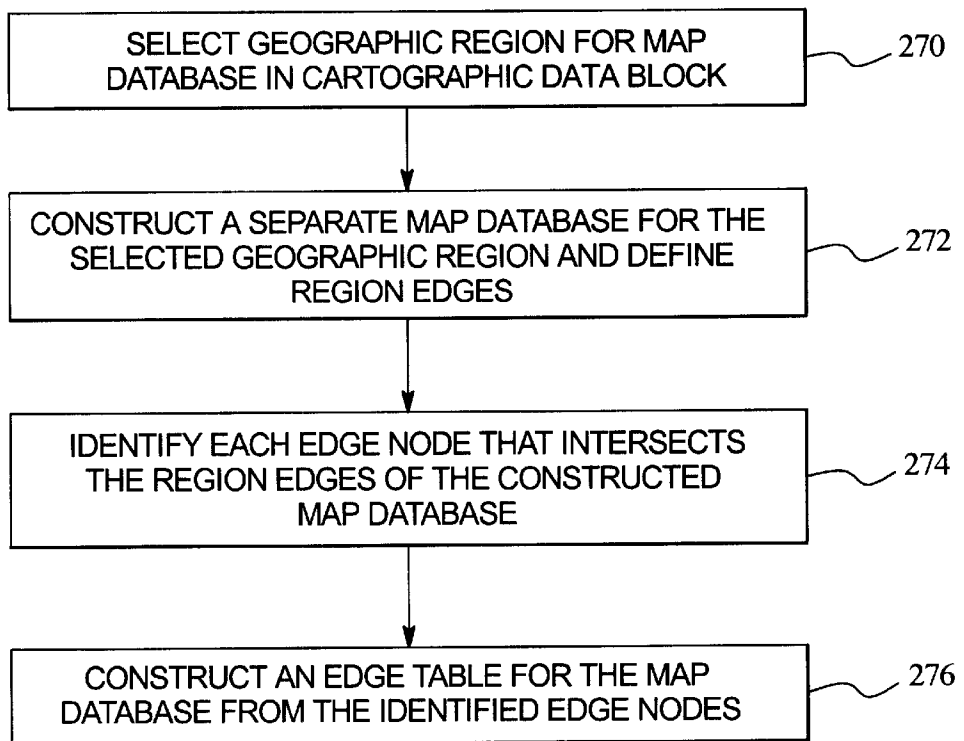 SELECT GEOGRAPHIC REGION FOR MAP
DATABASE IN CARTOGRAPHIC DATA BLOCK
270
CONSTRUCT A SEPARATE MAP DATABASE FOR THE
SELECTED GEOGRAPHIC REGION AND DEFINE
REGION EDGES
272
IDENTIFY EACH EDGE NODE THAT INTERSECTS
THE REGION EDGES OF THE CONSTRUCTED
MAP DATABASE
274
CONSTRUCT AN EDGE TABLE FOR THE MAP
DATABASE FROM THE IDENTIFIED EDGE NODES
276